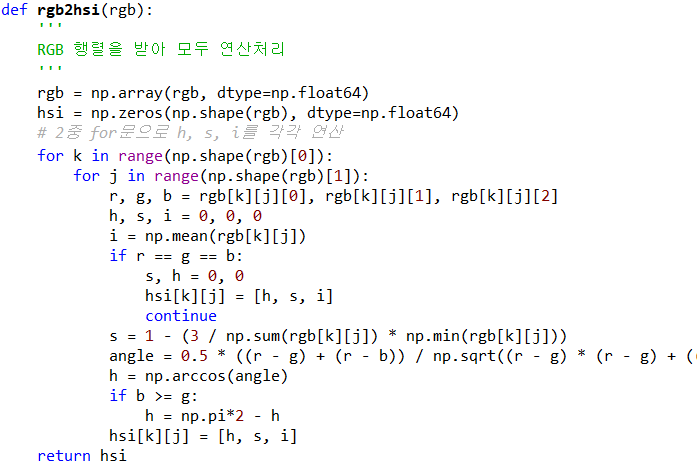 def rgb2hsi(rgb):
    '''
    RGB 행렬을 받아 모두 연산처리
    '''
    rgb = np.array(rgb, dtype=np.float64)
    hsi = np.zeros(np.shape(rgb), dtype=np.float64)
    # 2중 for문으로 h, s, i를 각각 연산
    for k in range(np.shape(rgb)[0]):
        for j in range(np.shape(rgb)[1]):
            r, g, b = rgb[k][j][0], rgb[k][j][1], rgb[k][j][2]
            h, s, i = 0, 0, 0
            i = np.mean(rgb[k][j])
            if r == g == b:
                s, h = 0, 0
                hsi[k][j] = [h, s, i]
                continue
            s = 1 - (3 / np.sum(rgb[k][j]) * np.min(rgb[k][j]))
            angle = 0.5 * ((r - g) + (r - b)) / np.sqrt((r - g) * (r - g) + (
            h = np.arccos(angle)
            if b >= g:
                h = np.pi*2 - h
            hsi[k][j] = [h, s, i]
    return hsi